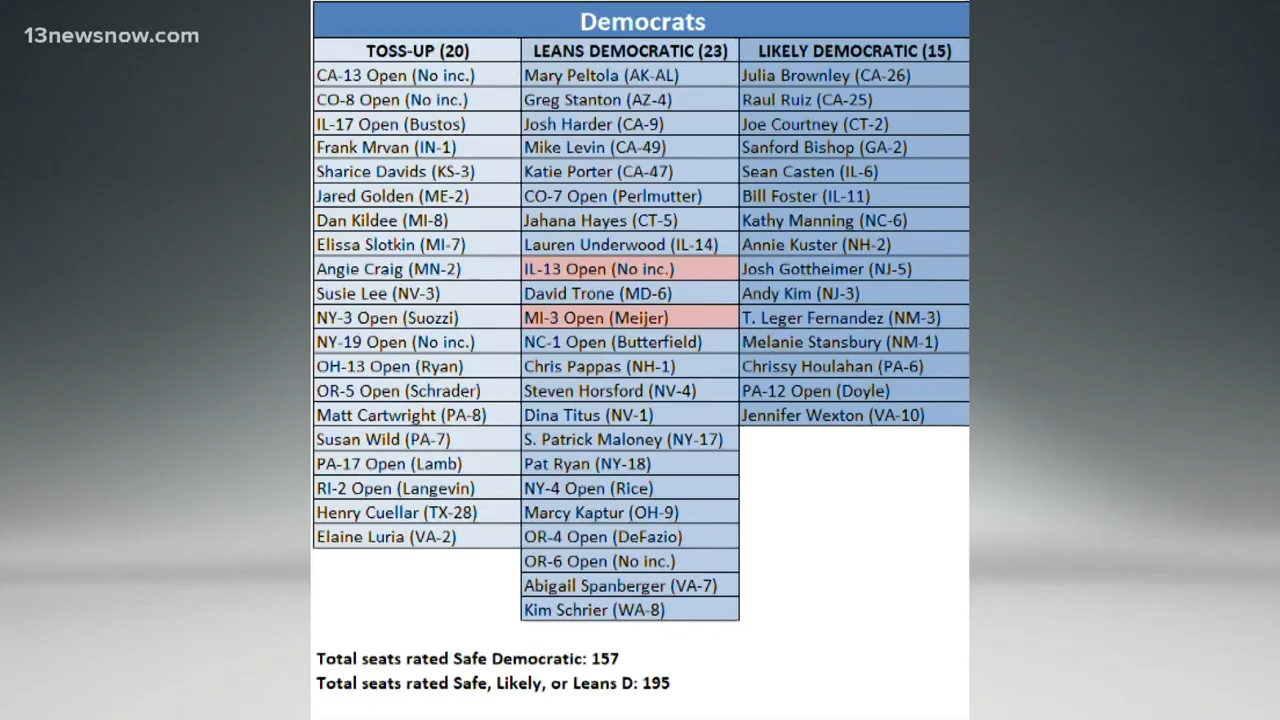 13newsnow.com
Democrats
TOSS-UP (20) LEANS DEMOCRATIC (23) LIKELY DEMOCRATIC (15)
CA-13 Open (No inc.) Mary Peltola (AK-AL) Julia Brownley (CA-26)
CO-8 Open (No inc.) Greg Stanton (AZ-4) Raul Ruiz (CA-25)
IL-17 Open (Bustos) Josh Harder (CA-9) Joe Courtney (CT-2)
Frank Mrvan (IN-1) Mike Levin (CA-49) Sanford Bishop (GA-2)
Sharice Davids (KS-3) Katie Porter (CA-47) Sean Casten (IL-6)
Jared Golden (ME-2) CO-7 Open (Perlmutter) Bill Foster (IL-11)
Dan Kildee (MI-8) Jahana Hayes (CT-5) Kathy Manning (NC-6)
Elissa Slotkin (MI-7) Lauren Underwood (IL-14) Annie Kuster (NH-2)
Angie Craig (MN-2) IL-13 Open (No inc.) Josh Gottheimer (NJ-5)
Susie Lee (NV-3) David Trone (MD-6) Andy Kim (NJ-3)
NY-3 Open (Suozzi) MI-3 Open (Meijer) T. Leger Fernandez (NM-3)
NY-19 Open (No inc.) NC-1 Open (Butterfield) Melanie Stansbury (NM-1)
OH-13 Open (Ryan) Chris Pappas (NH-1) Chrissy Houlahan (PA-6)
OR-5 Open (Schrader) Steven Horsford (NV-4) PA-12 Open (Doyle)
Matt Cartwright (PA-8) Dina Titus (NV-1) Jennifer Wexton (VA-10)
Susan Wild (PA-7) S. Patrick Maloney (NY-17)
PA-17 Open (Lamb) Pat Ryan (NY-18)
RI-2 Open (Langevin) NY-4 Open (Rice)
Henry Cuellar (TX-28) Marcy Kaptur (OH-9)
Elaine Luria (VA-2) OR-4 Open (DeFazio)
OR-6 Open (No inc.)
Abigail Spanberger (VA-7)
Kim Schrier (WA-8)
Total seats rated Safe Democratic: 157
Total seats rated Safe, Likely, or Leans D: 195